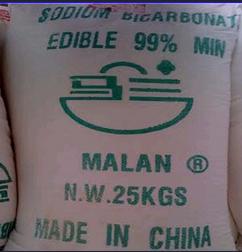 SODIUM BICARBONAT
EDIBLE 99% MIN
MALAN ®
N.W.25KGS
MADE IN CHINA